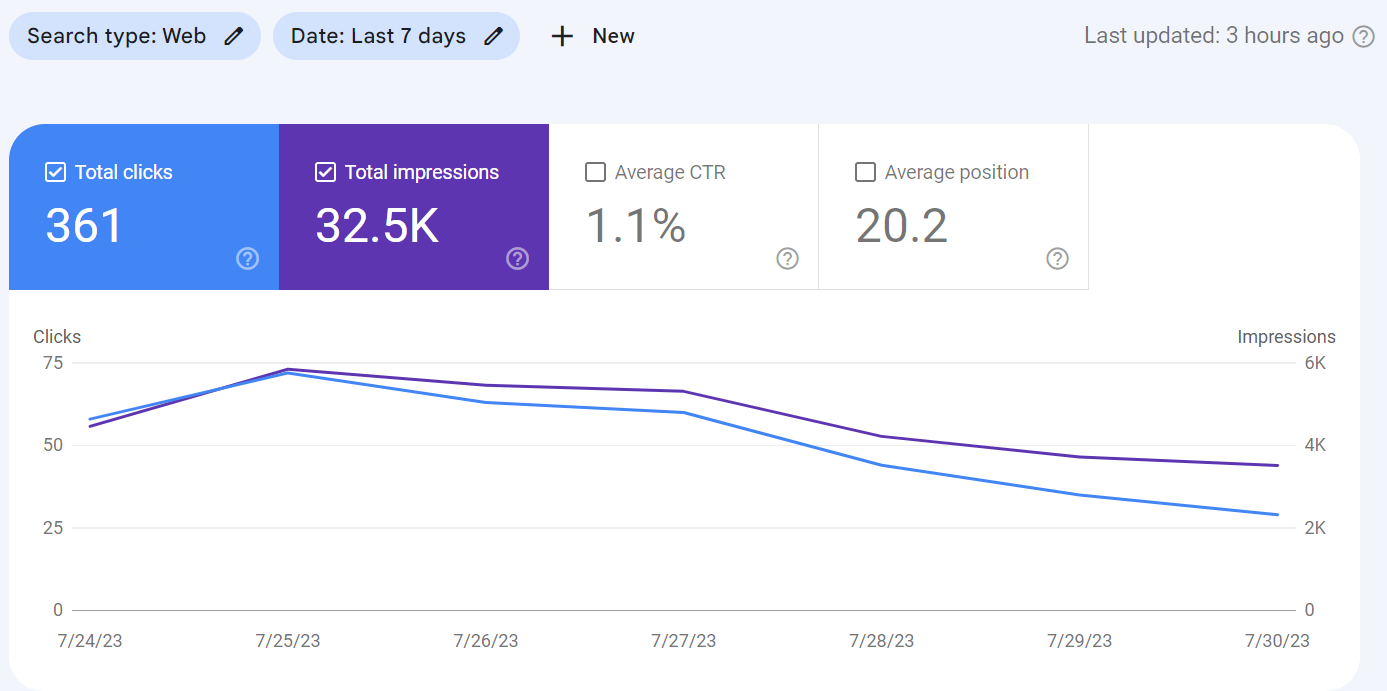 Search type: Web
Date: Last 7 days
+ New
Last updated: 3 hours ago
Total clicks
361
Total impressions
32.5K
Average CTR
1.1%
Average position
20.2
Clicks
Impressions
75
6K
50
4K
25
2K
0
0
7/24/23
7/25/23
7/26/23
7/27/23
7/28/23
7/29/23
7/30/23